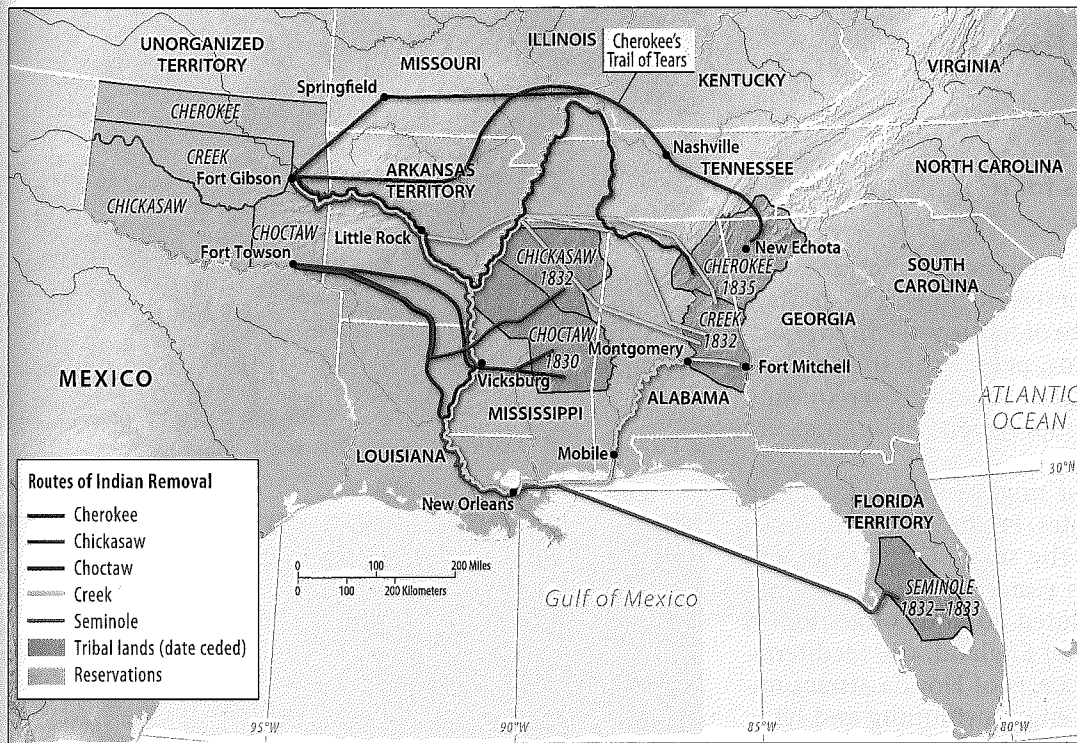 UNORGANIZED
TERRITORY
MISSOURI
ILLINOIS
Cherokee's
Trail of Tears
KENTUCKY
VIRGINIA
Springfield
CHEROKEE
CREEK
Fort Gibson
ARKANSAS
TERRITORY
Nashville
TENNESSEE
NORTH CAROLINA
CHICKASAW
CHOCTAW
Fort Towson
Little Rock
CHICKASAW
1832
New Echota
CHEROKEE
1835
SOUTH
CAROLINA
CREEK
1832
GEORGIA
CHOCTAW
1830
Montgomery
Fort Mitchell
MEXICO
Vicksburg
MISSISSIPPI
ALABAMA
ATLANTIC
OCEAN
LOUISIANA
Mobile
30°N
New Orleans
FLORIDA
TERRITORY
SEMINOLE
1832–1833
Gulf of Mexico
Routes of Indian Removal
Cherokee
Chickasaw
Choctaw
Creek
Seminole
Tribal lands (date ceded)
Reservations
0 100 200 Miles
0 100 200 Kilometers
95°W
90°W
85°W
80°W